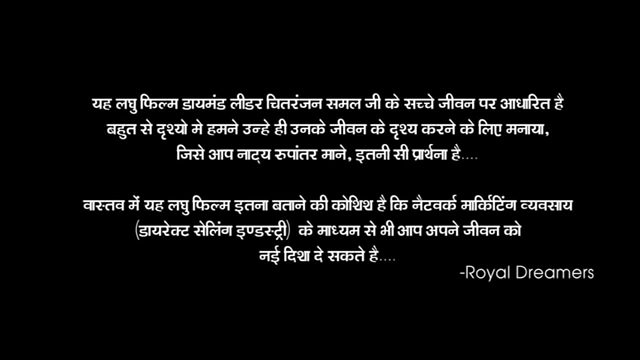 यह लघु फिल्म डायमंड लीडर चितरंजन समल जी के सच्चे जीवन पर आधारित है
बहुत से दृश्यो मे हमने उन्हे ही उनके जीवन के दृश्य करने के लिए मनाया,
जिसे आप नाट्य रुपांतर माने, इतनी सी प्रार्थना है....
वास्तव में यह लघु फिल्म इतना बताने की कोशिश है कि नैटवर्क मार्किटिंग व्यवसाय
(डायरेक्ट सेलिंग इण्डस्ट्री) के माध्यम से भी आप अपने जीवन को
नई दिशा दे सकते है....
-Royal Dreamers